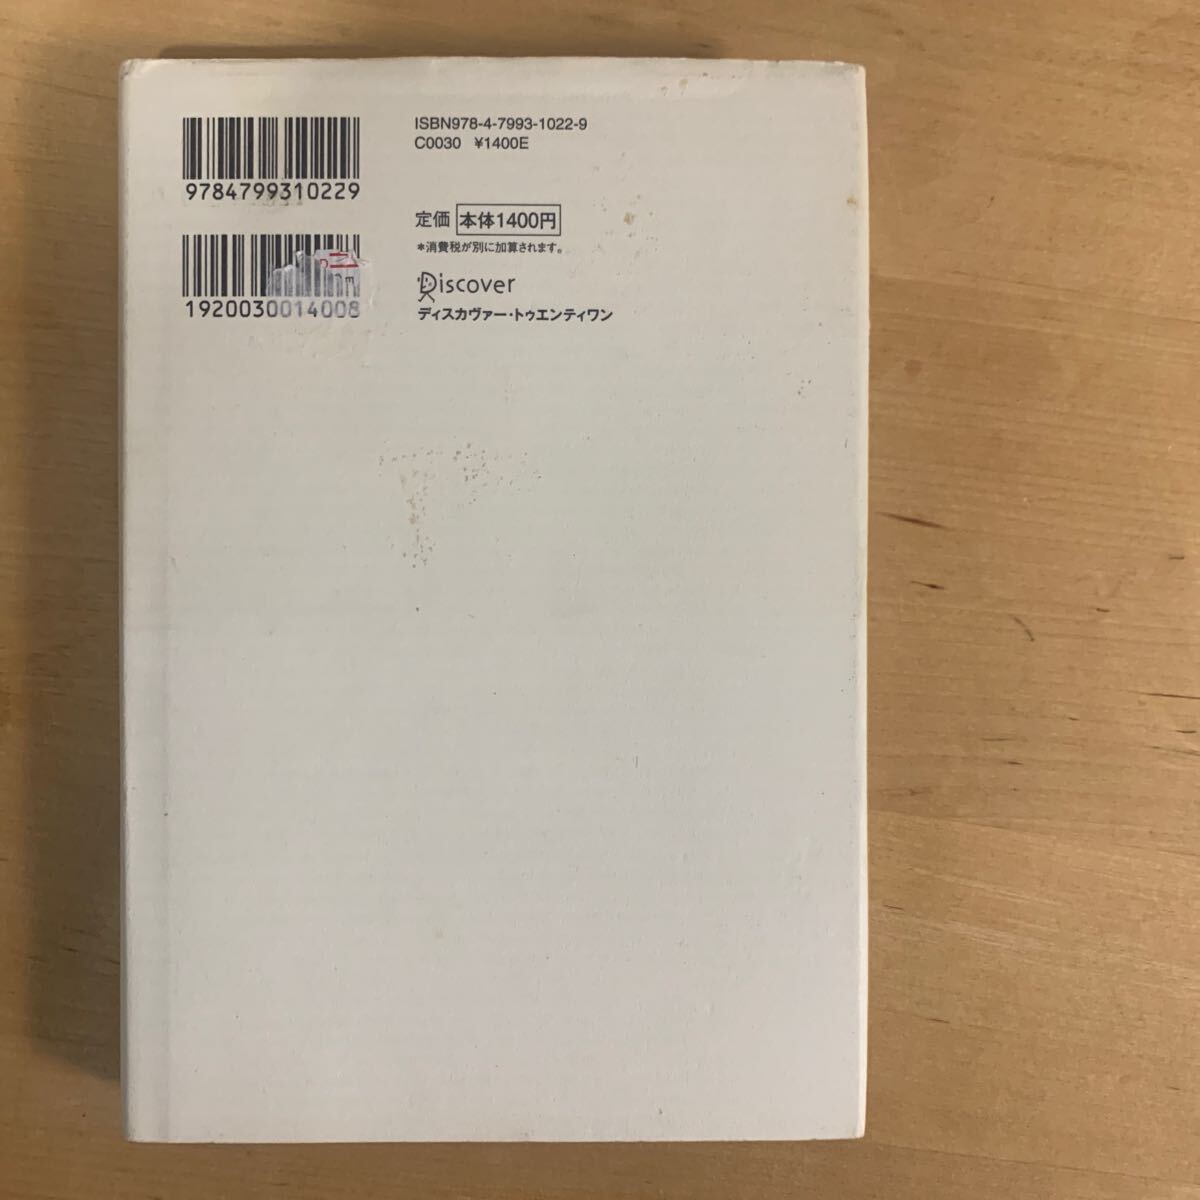 ISBN978-4-7993-1022-9
C0030 ¥1400E
9784799310229
定価 本体1400円
*消費税が別に加算されます。
1920030014008
Discover
ディスカヴァー・トゥエンティワン